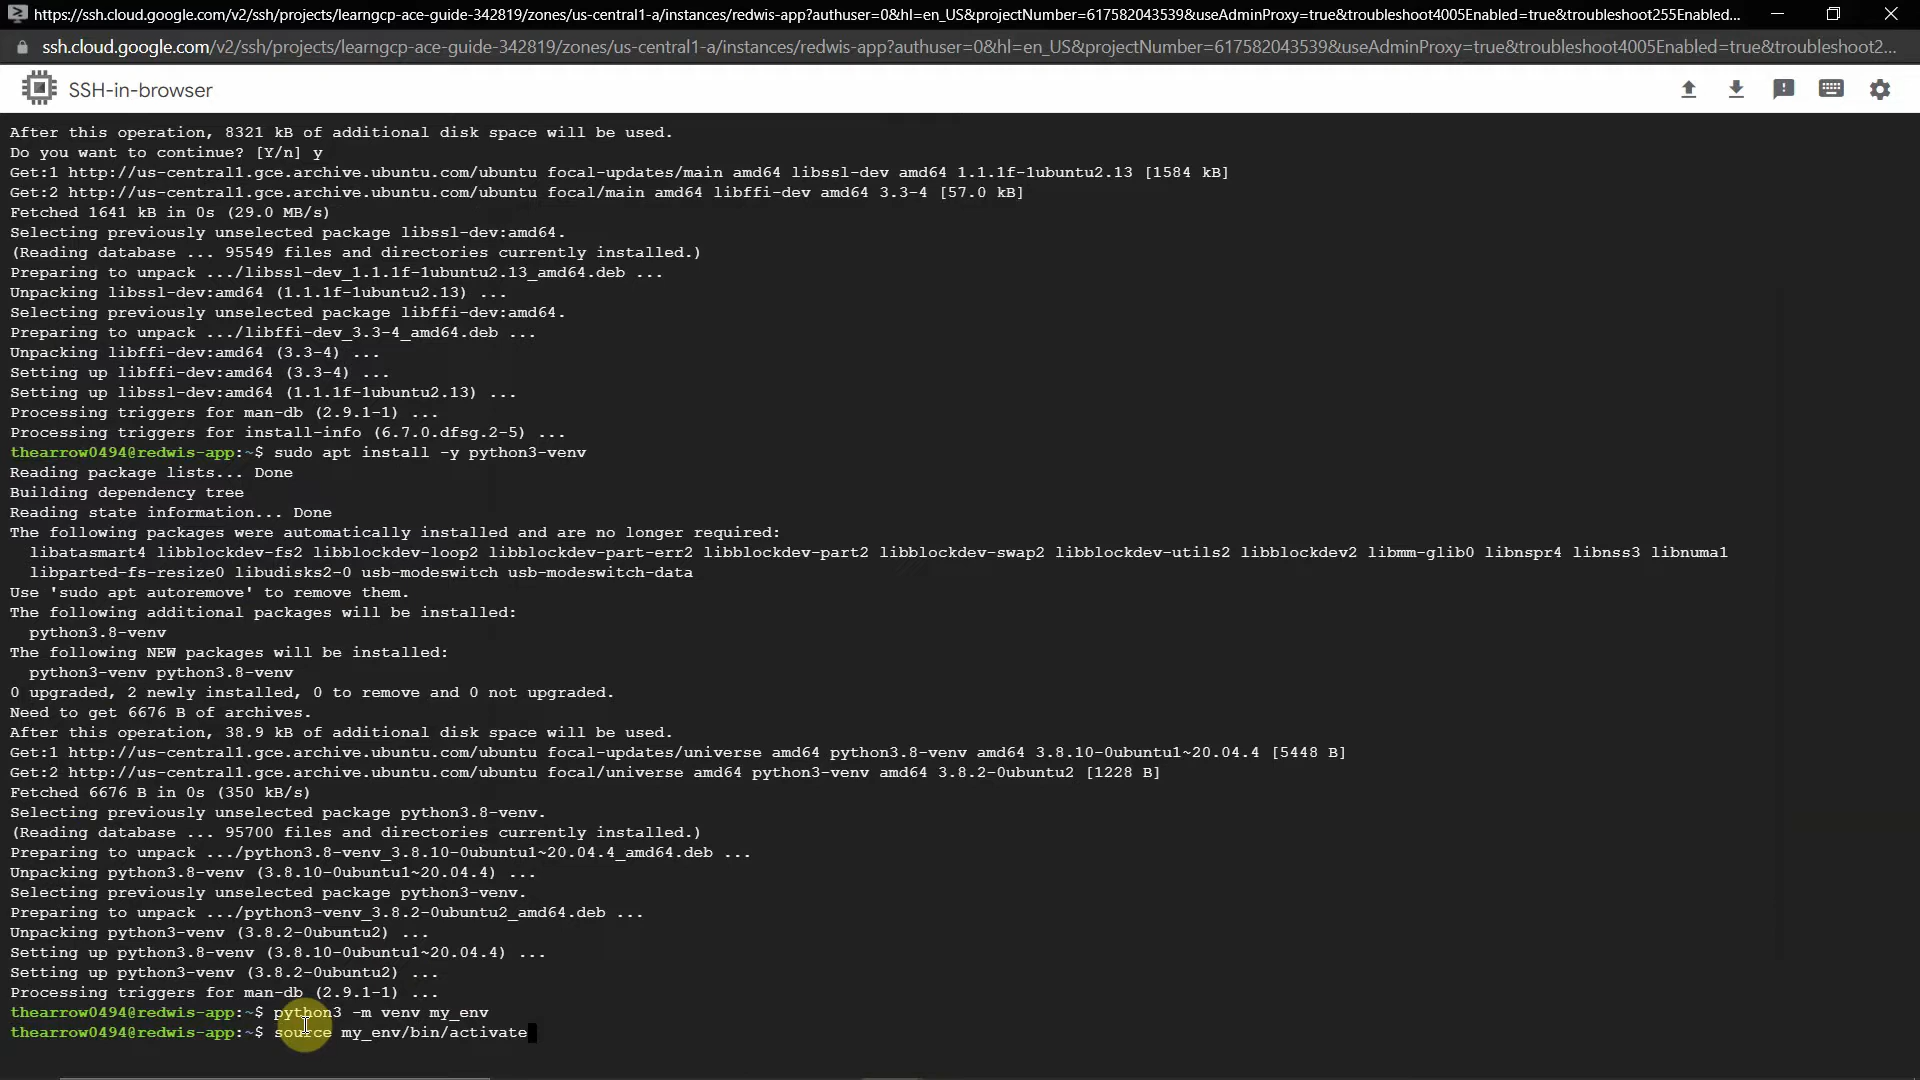 https://ssh.cloud.google.com/v2/ssh/projects/learngcp-ace-guide-342819/zones/us-central1-a/instances/redwis-app?authuser=0&hl=en_US&projectNumber=617582043539&useAdminProxy=true&troubleshoot4005Enabled=true&troubleshoot255Enabled...
ssh.cloud.google.com/v2/ssh/projects/learngcp-ace-guide-342819/zones/us-central1-a/instances/redwis-app?authuser=0&hl=en_US&projectNumber=617582043539&useAdminProxy=true&troubleshoot4005Enabled=true&troubleshoot2...
SSH-in-browser
After this operation, 8321 kB of additional disk space will be used.
Do you want to continue? [Y/n] y
Get:1 http://us-central1.gce.archive.ubuntu.com/ubuntu focal-updates/main amd64 libssl-dev amd64 1.1.1f-1ubuntu2.13 [1584 kB]
Get:2 http://us-central1.gce.archive.ubuntu.com/ubuntu focal/main amd64 libffi-dev amd64 3.3-4 [57.0 kB]
Fetched 1641 kB in 0s (29.0 MB/s)
Selecting previously unselected package libssl-dev:amd64.
(Reading database ... 95549 files and directories currently installed.)
Preparing to unpack .../libssl-dev_1.1.1f-1ubuntu2.13_amd64.deb ...
Unpacking libssl-dev:amd64 (1.1.1f-1ubuntu2.13) ...
Selecting previously unselected package libffi-dev:amd64.
Preparing to unpack .../libffi-dev_3.3-4_amd64.deb ...
Unpacking libffi-dev:amd64 (3.3-4) ...
Setting up libffi-dev:amd64 (3.3-4) ...
Setting up libssl-dev:amd64 (1.1.1f-1ubuntu2.13) ...
Processing triggers for man-db (2.9.1-1) ...
Processing triggers for install-info (6.7.0.dfsg.2-5) ...
thearrow0494@redwis-app:~$ sudo apt install -y python3-venv
Reading package lists... Done
Building dependency tree
Reading state information... Done
The following packages were automatically installed and are no longer required:
libatasmart4 libblockdev-fs2 libblockdev-loop2 libblockdev-part-err2 libblockdev-part2 libblockdev-swap2 libblockdev-utils2 libblockdev2 libmm-glib0 libnspr4 libnss3 libnuma1
libparted-fs-resize0 libudisks2-0 usb-modeswitch usb-modeswitch-data
Use 'sudo apt autoremove' to remove them.
The following additional packages will be installed:
python3.8-venv
The following NEW packages will be installed:
python3-venv python3.8-venv
0 upgraded, 2 newly installed, 0 to remove and 0 not upgraded.
Need to get 6676 B of archives.
After this operation, 38.9 kB of additional disk space will be used.
Get:1 http://us-central1.gce.archive.ubuntu.com/ubuntu focal-updates/universe amd64 python3.8-venv amd64 3.8.10-0ubuntu1~20.04.4 [5448 B]
Get:2 http://us-central1.gce.archive.ubuntu.com/ubuntu focal/universe amd64 python3-venv amd64 3.8.2-0ubuntu2 [1228 B]
Fetched 6676 B in 0s (350 kB/s)
Selecting previously unselected package python3.8-venv.
(Reading database ... 95700 files and directories currently installed.)
Preparing to unpack .../python3.8-venv_3.8.10-0ubuntu1~20.04.4_amd64.deb ...
Unpacking python3.8-venv (3.8.10-0ubuntu1~20.04.4) ...
Selecting previously unselected package python3-venv.
Preparing to unpack .../python3-venv_3.8.2-0ubuntu2_amd64.deb ...
Unpacking python3-venv (3.8.2-0ubuntu2) ...
Setting up python3.8-venv (3.8.10-0ubuntu1~20.04.4) ...
Setting up python3-venv (3.8.2-0ubuntu2) ...
Processing triggers for man-db (2.9.1-1) ...
thearrow0494@redwis-app:~$ python3 -m venv my_env
thearrow0494@redwis-app:~$ source my_env/bin/activate